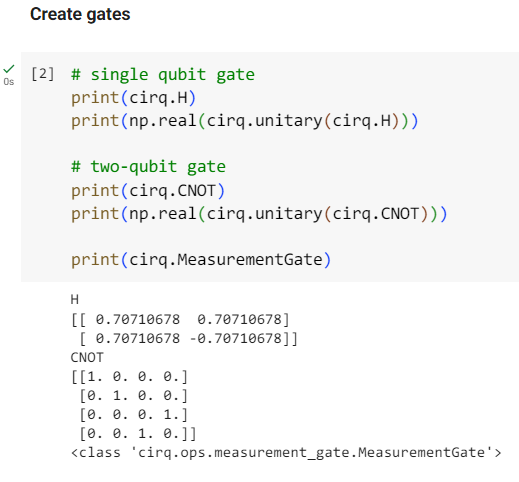 Create gates
0s
[2] # single qubit gate
print(cirq.H)
print(np.real(cirq.unitary(cirq.H)))
# two-qubit gate
print(cirq.CNOT)
print(np.real(cirq.unitary(cirq.CNOT)))
print(cirq.MeasurementGate)
H
[[ 0.70710678  0.70710678]
 [ 0.70710678 -0.70710678]]
CNOT
[[1. 0. 0. 0.]
 [0. 1. 0. 0.]
 [0. 0. 0. 1.]
 [0. 0. 1. 0.]]
<class 'cirq.ops.measurement_gate.MeasurementGate'>